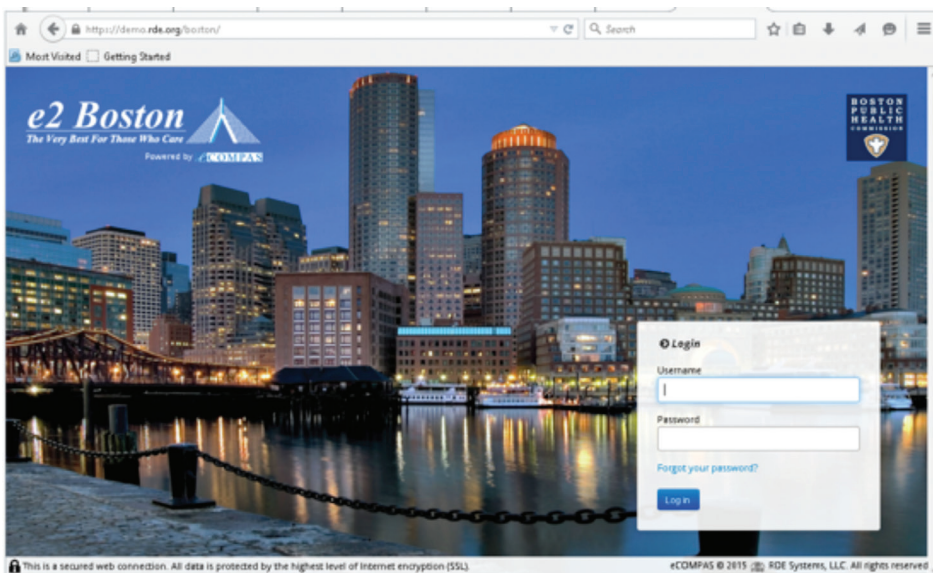 https://demo.rde.org/boston/
Search
Most Visited
Getting Started
e2 Boston
The Very Best For Those Who Care
Powered by eCOMPAS
BOSTON
PUBLIC
HEALTH
COMMISSION
Login
Username
Password
Forgot your password?
Log in
This is a secured web connection. All data is protected by the highest level of Internet encryption (SSL).
eCOMPAS © 2015 RDE Systems, LLC. All rights reserved